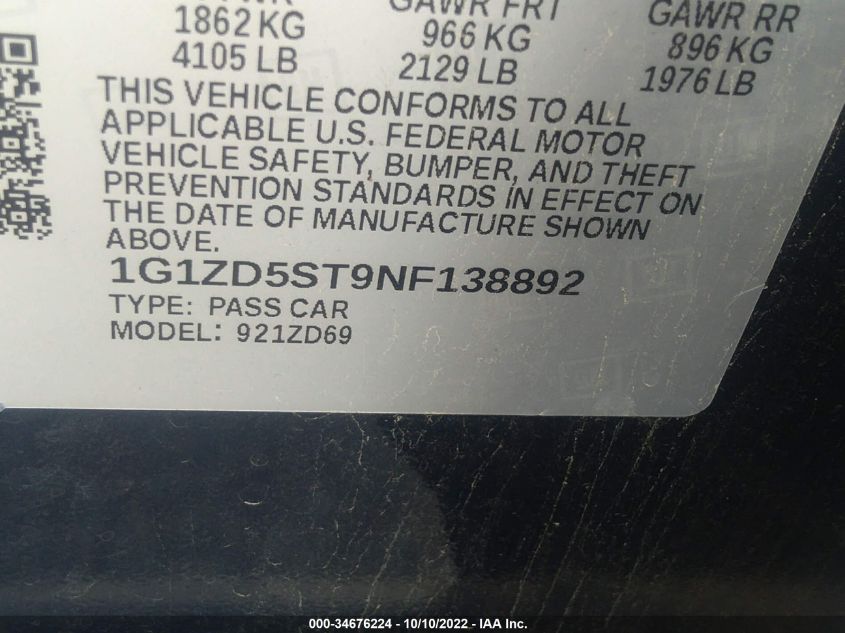 GAWR FRT GAWR RR
1862 KG 966 KG 896 KG
4105 LB 2129 LB 1976 LB
THIS VEHICLE CONFORMS TO ALL
APPLICABLE U.S. FEDERAL MOTOR
VEHICLE SAFETY, BUMPER, AND THEFT
PREVENTION STANDARDS IN EFFECT ON
THE DATE OF MANUFACTURE SHOWN
ABOVE.
1G1ZD5ST9NF138892
TYPE: PASS CAR
MODEL: 921ZD69
000-34676224 - 10/10/2022 - IAA Inc.